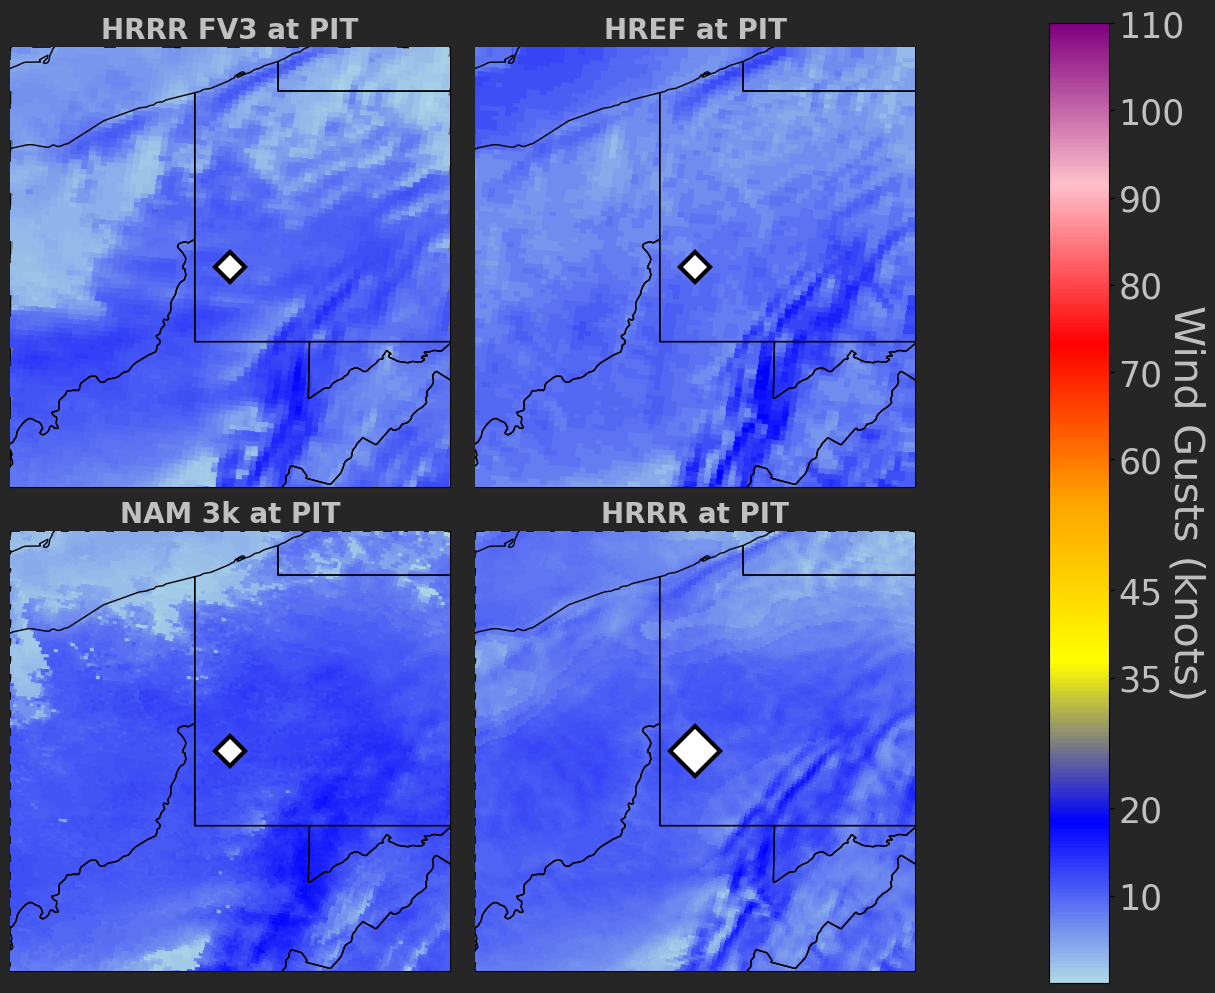 HRRR FV3 at PIT
HREF at PIT
NAM 3k at PIT
HRRR at PIT
110
100
90
80
70
60
45
35
20
10
Wind Gusts (knots)